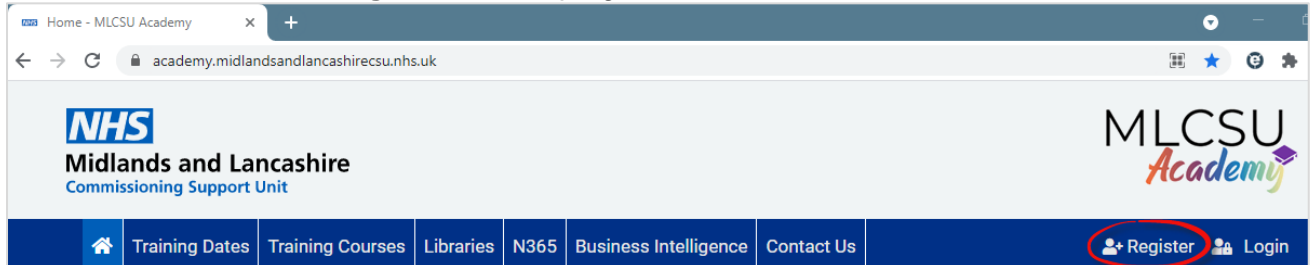 NHS Home - MLCSU Academy
academy.midlandsandlancashirecsu.nhs.uk
NHS
Midlands and Lancashire
Commissioning Support Unit
MLCSU
Academy
Training Dates Training Courses Libraries N365 Business Intelligence Contact Us Register Login